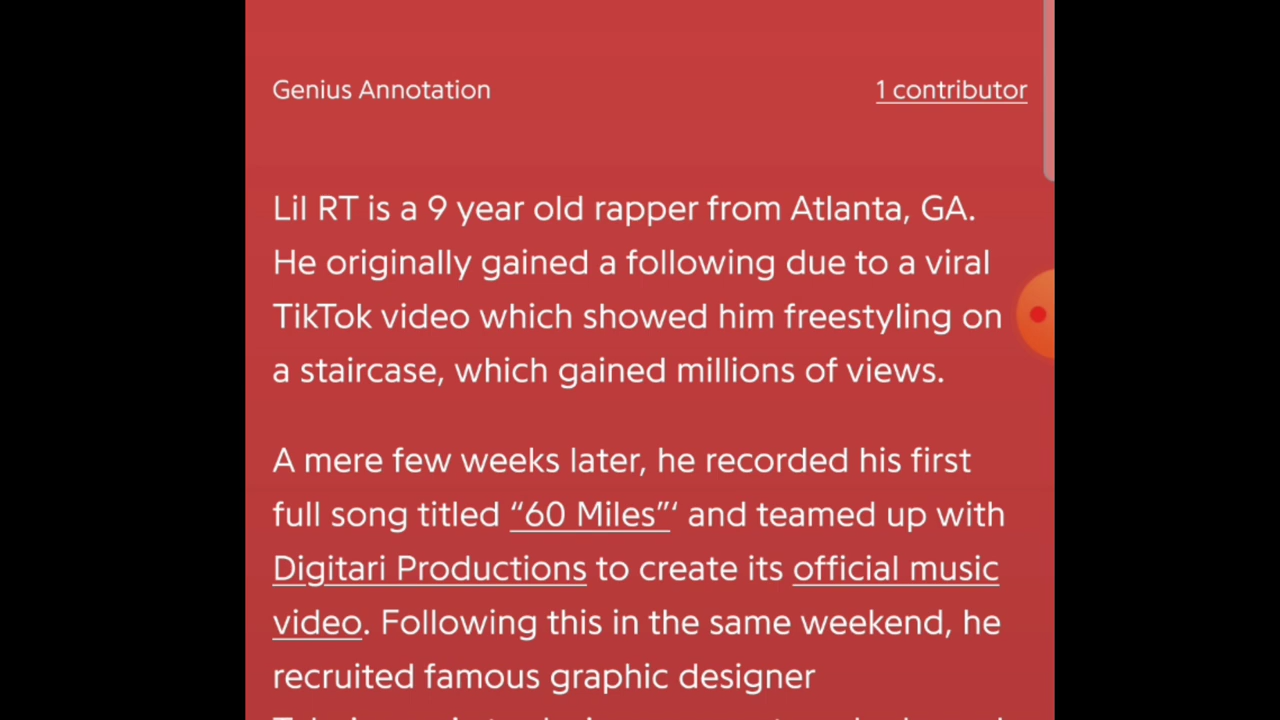 Genius Annotation
1 contributor
Lil RT is a 9 year old rapper from Atlanta, GA.
He originally gained a following due to a viral
TikTok video which showed him freestyling on
a staircase, which gained millions of views.
A mere few weeks later, he recorded his first
full song titled “60 Miles”‘ and teamed up with
Digitari Productions to create its official music
video. Following this in the same weekend, he
recruited famous graphic designer